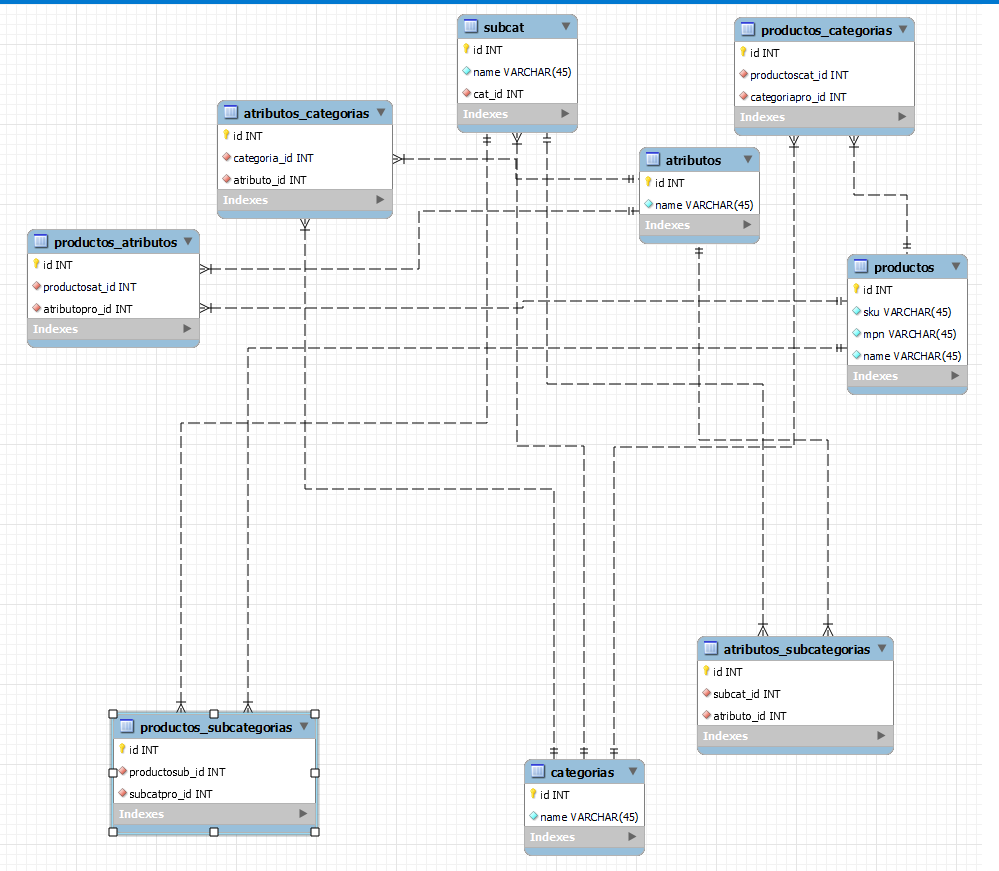 subcat
id INT
name VARCHAR(45)
cat_id INT
Indexes
productos_categorias
id INT
productoscat_id INT
categoriapro_id INT
Indexes
atributos_categorias
id INT
categoria_id INT
atributo_id INT
Indexes
atributos
id INT
name VARCHAR(45)
Indexes
productos_atributos
id INT
productosat_id INT
atributopro_id INT
Indexes
productos
id INT
sku VARCHAR(45)
mpn VARCHAR(45)
name VARCHAR(45)
Indexes
atributos_subcategorias
id INT
subcat_id INT
atributo_id INT
Indexes
productos_subcategorias
id INT
productosub_id INT
subcatpro_id INT
Indexes
categorias
id INT
name VARCHAR(45)
Indexes